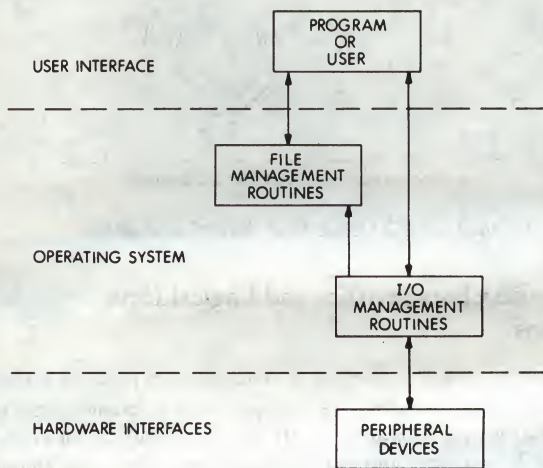 PROGRAM
OR
USER
USER INTERFACE
FILE
MANAGEMENT
ROUTINES
OPERATING SYSTEM
I/O
MANAGEMENT
ROUTINES
HARDWARE INTERFACES
PERIPHERAL
DEVICES